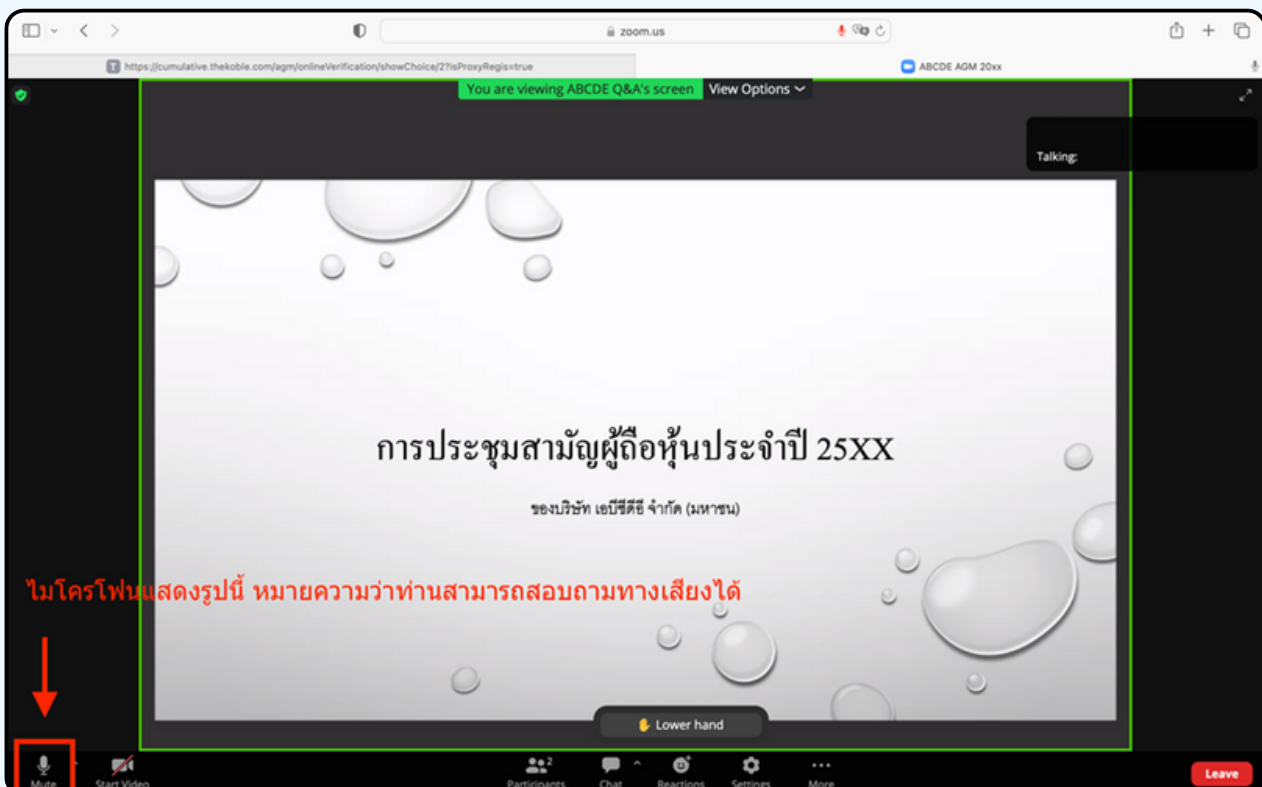 zoom.us
https://cumulative.thekoble.com/agm/onlineVerification/showChoice/2?isProxyRegis=true
ABCDE AGM 20xx
You are viewing ABCDE Q&A's screen View Options
Talking:
การประชุมสามัญผู้ถือหุ้นประจำปี 25XX
ของบริษัท เอบีซีดีอี จำกัด (มหาชน)
ไมโครโฟนแสดงรูปนี้ หมายความว่าท่านสามารถสอบถามทางเสียงได้
Lower hand
Mute Start Video Participants 2 Chat Reactions Settings More Leave